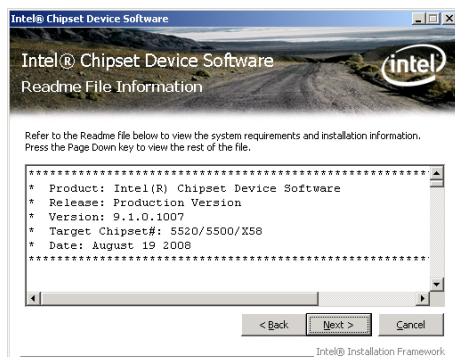 Intel® Chipset Device Software
Intel® Chipset Device Software
intel
Readme File Information
Refer to the Readme file below to view the system requirements and installation information.
Press the Page Down key to view the rest of the file.
*******************************************************
* Product: Intel(R) Chipset Device Software
* Release: Production Version
* Version: 9.1.0.1007
* Target Chipset#: 5520/5500/X58
* Date: August 19 2008
*******************************************************
< Back Next > Cancel
Intel® Installation Framework